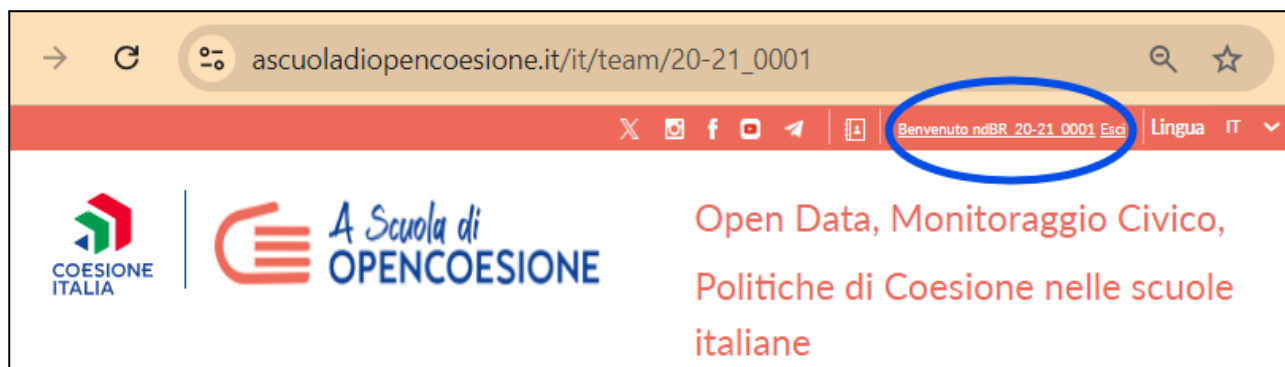 ascuoladiopencoesione.it/it/team/20-21_0001
Benvenuto ndBR_20-21_0001 Esci Lingua IT
COESIONE
ITALIA
A Scuola di
OPENCOESIONE
Open Data, Monitoraggio Civico,
Politiche di Coesione nelle scuole
italiane